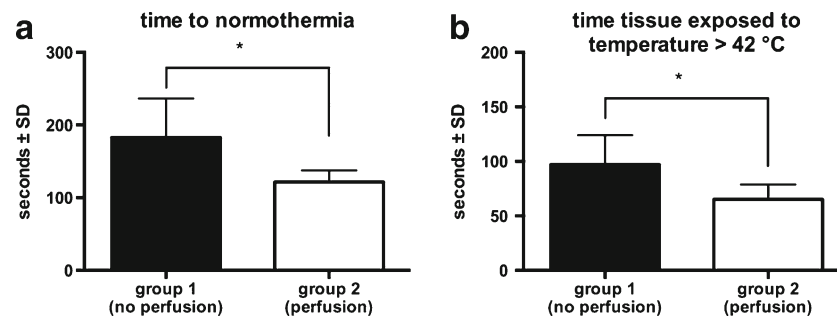 a
time to normothermia
seconds ± SD
300
200
100
0
*
group 1
(no perfusion)
group 2
(perfusion)
b
time tissue exposed to
temperature > 42 °C
seconds ± SD
200
150
100
50
0
*
group 1
(no perfusion)
group 2
(perfusion)